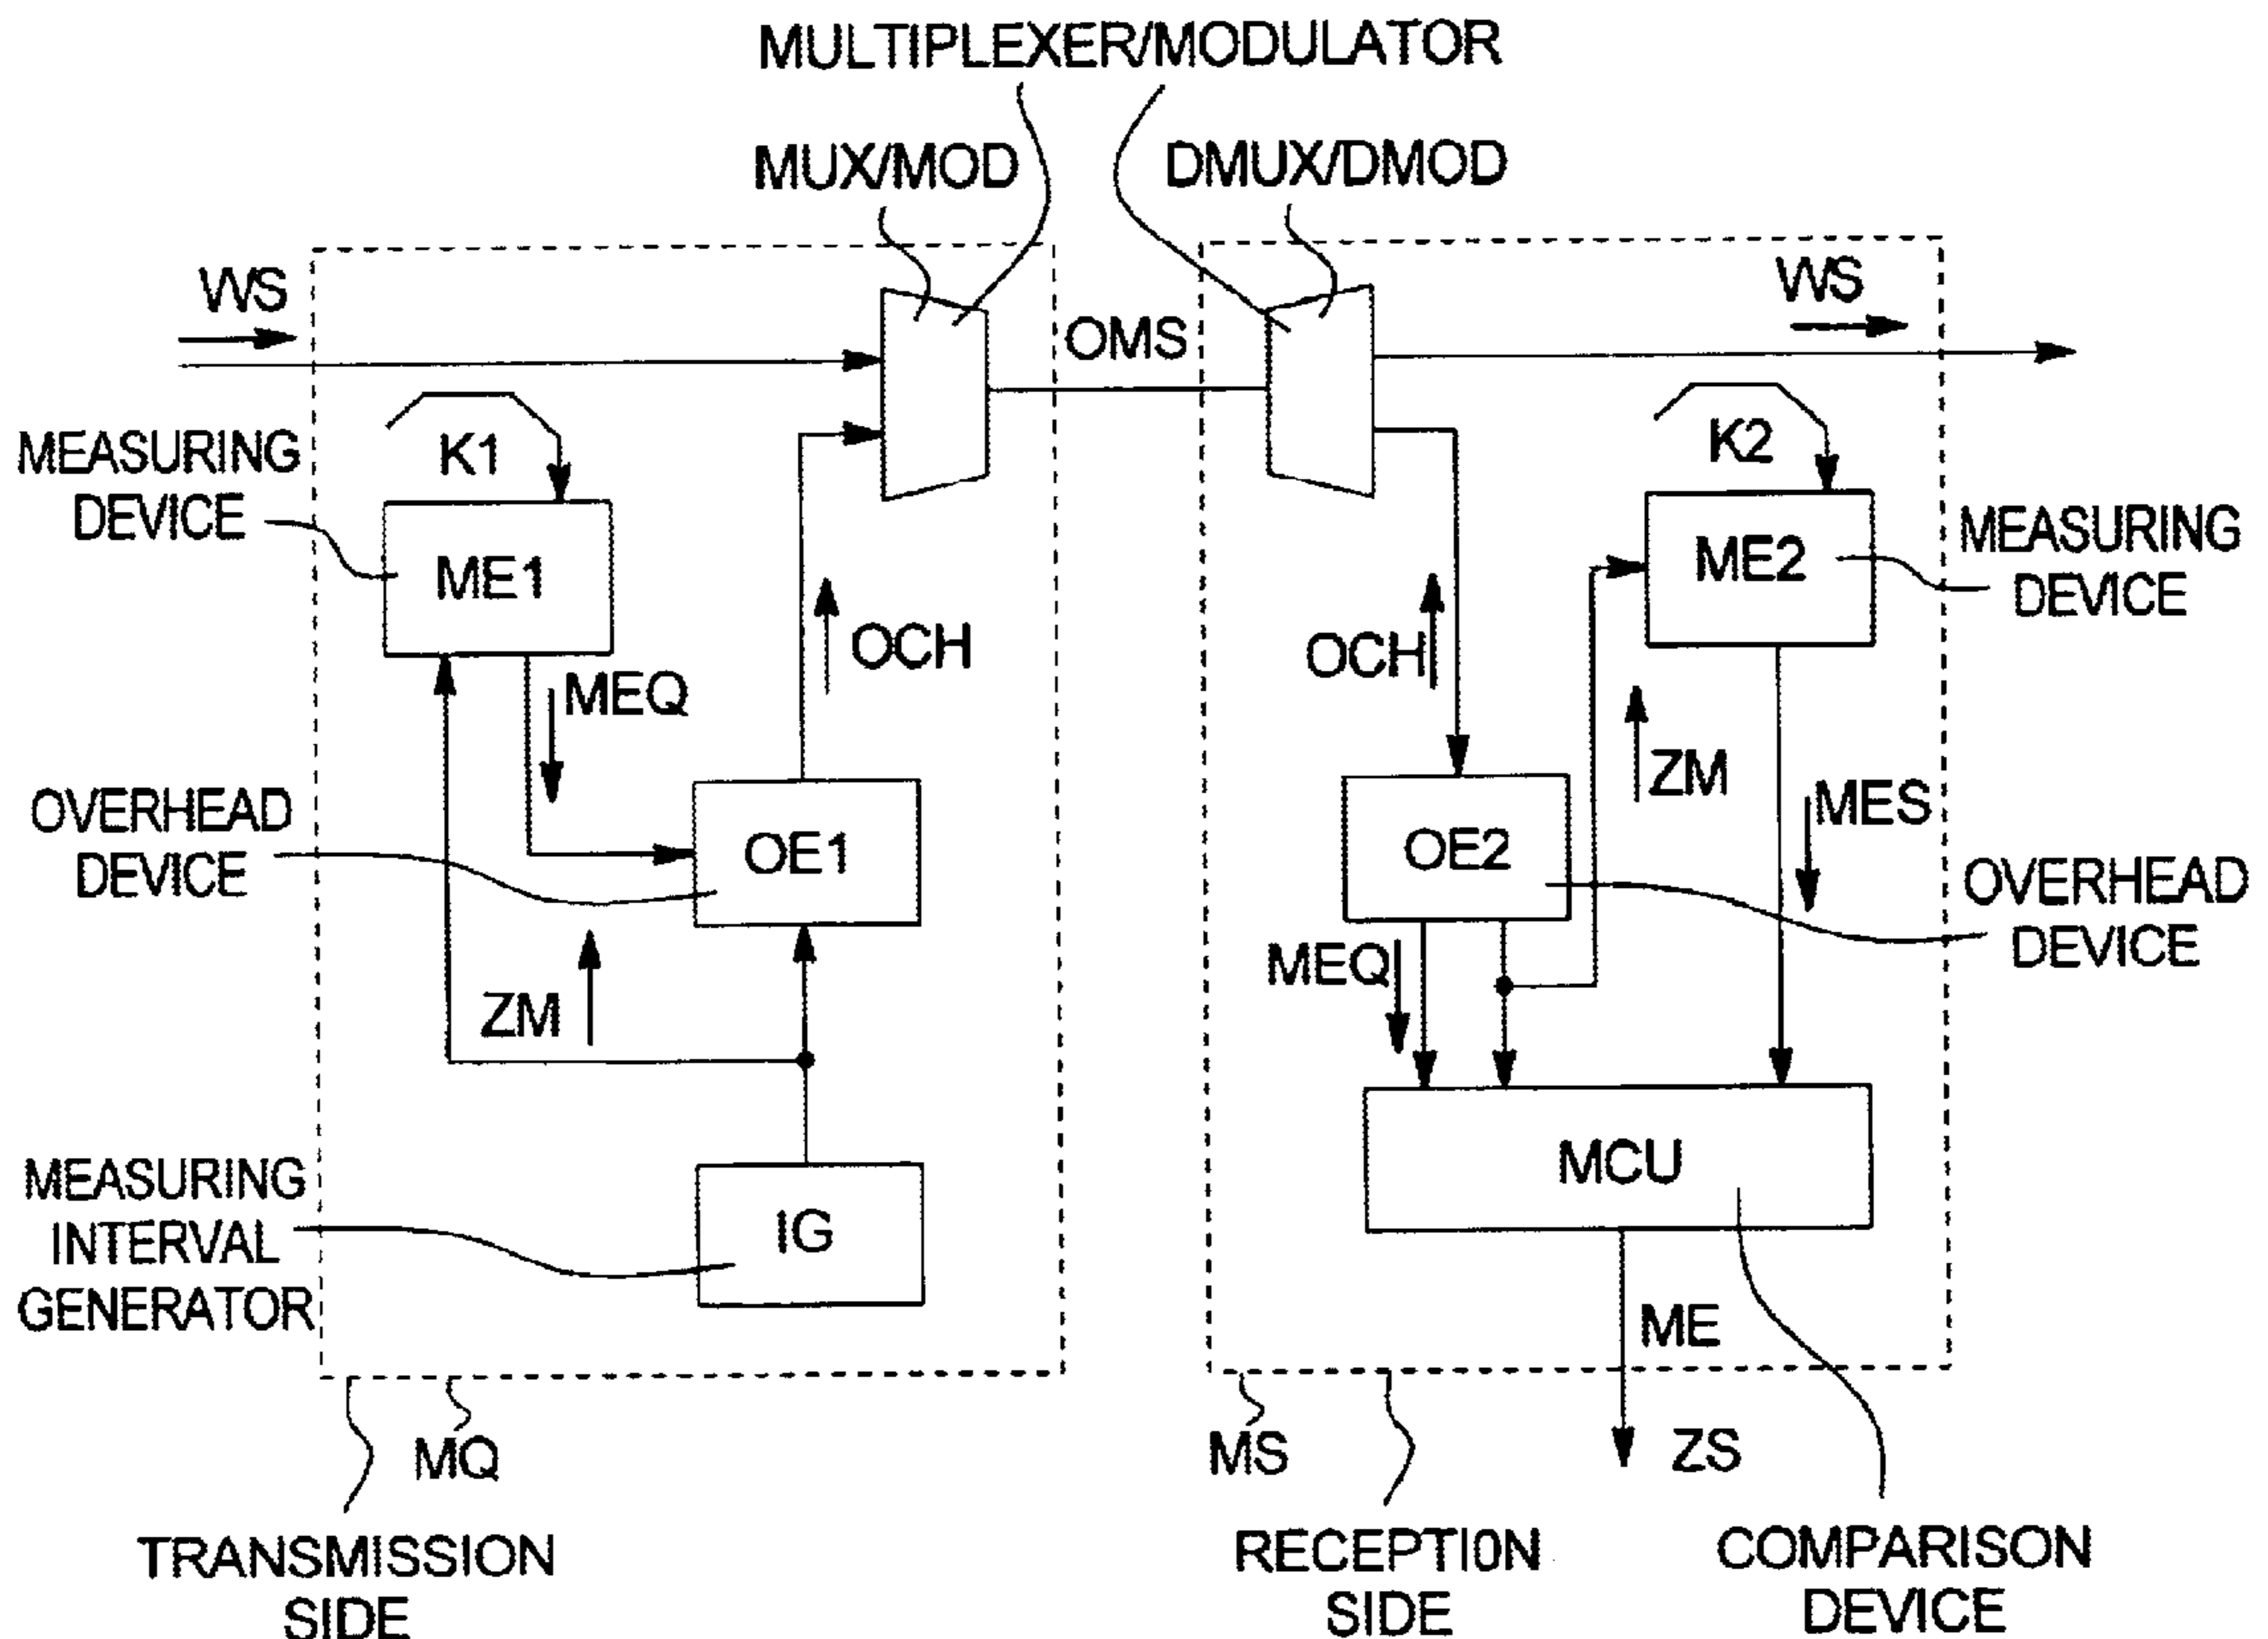 MULTIPLEXER/MODULATOR
MUX/MOD
DMUX/DMOD
WS
WS
OMS
K1
K2
MEASURING
DEVICE
ME1
ME2
MEASURING
DEVICE
OCH
OCH
MEQ
ZM
MES
OVERHEAD
DEVICE
OE1
OE2
OVERHEAD
DEVICE
MEQ
ZM
MCU
MEASURING
INTERVAL
GENERATOR
IG
ME
MQ
MS
ZS
TRANSMISSION
SIDE
RECEPTION
SIDE
COMPARISON
DEVICE